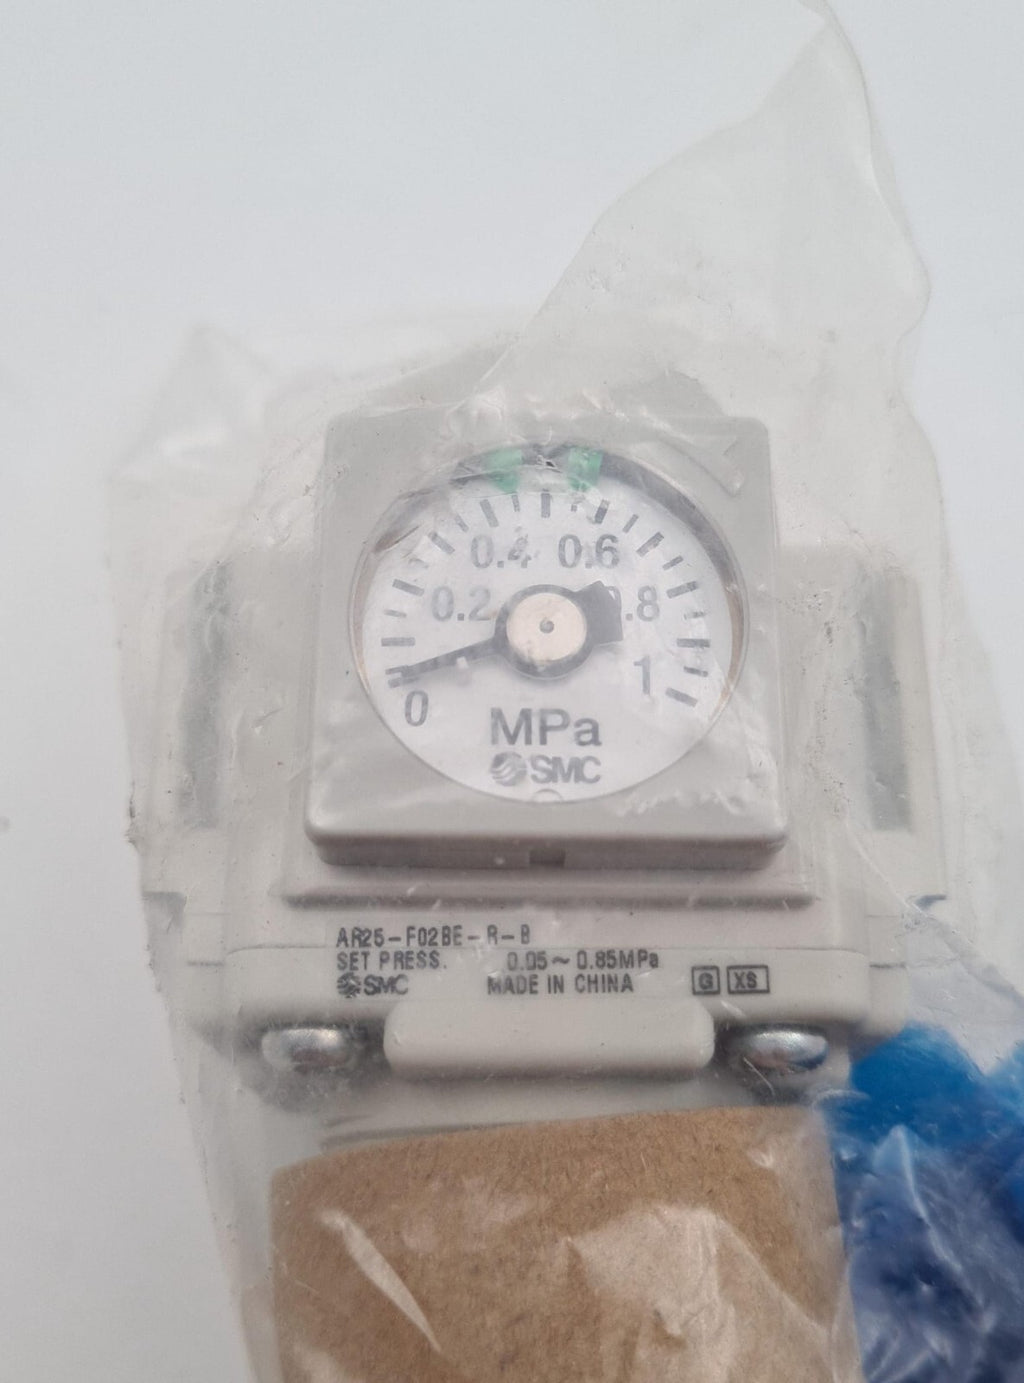 0.4 0.6
0.2 0.8
0 1
MPa
SMC
AR25-F02BE-R-B
SET PRESS. 0.05~0.85MPa
SMC MADE IN CHINA G XS